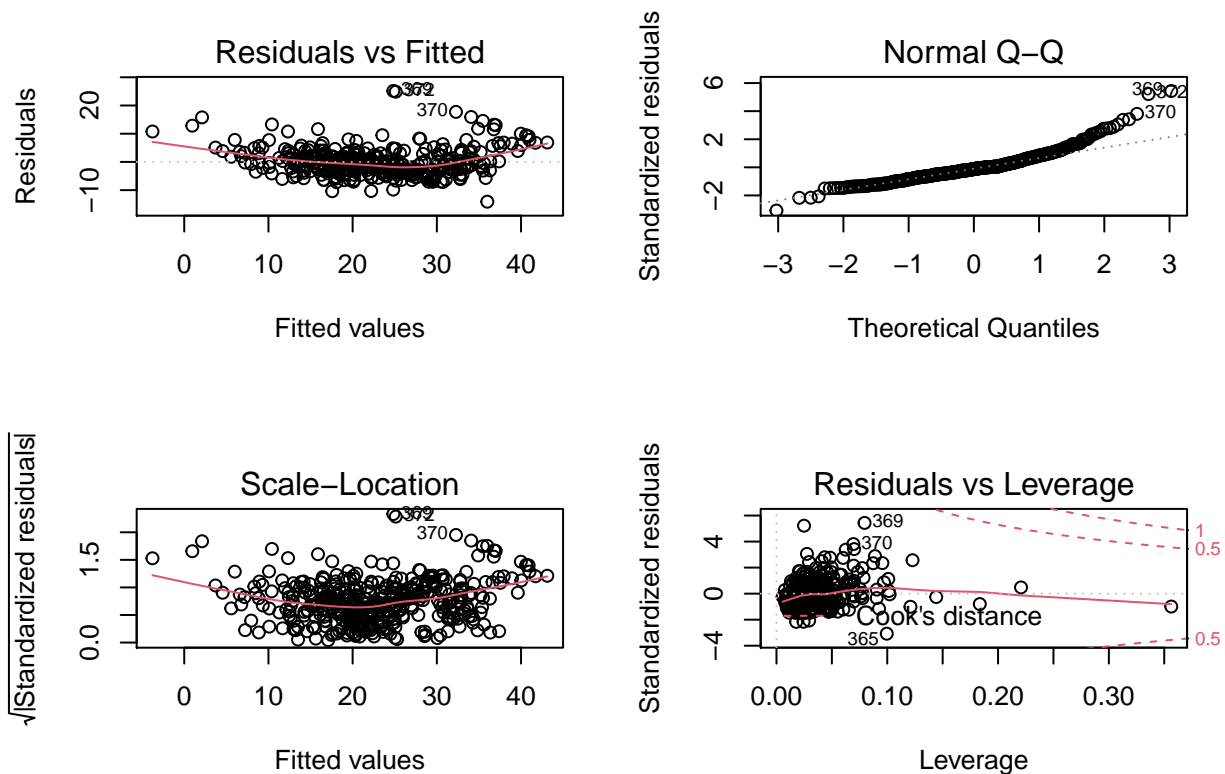 Residuals vs Fitted
Residuals
20
−10
369
372
370
0 10 20 30 40
Fitted values
Normal Q−Q
Standardized residuals
6
2
−2
369
372
370
−3 −2 −1 0 1 2 3
Theoretical Quantiles
Scale−Location
√|Standardized residuals|
1.5
0.0
369
372
370
0 10 20 30 40
Fitted values
Residuals vs Leverage
Standardized residuals
4
0
−4
369
370
Cook's distance
365
1
0.5
0.5
0.00 0.10 0.20 0.30
Leverage